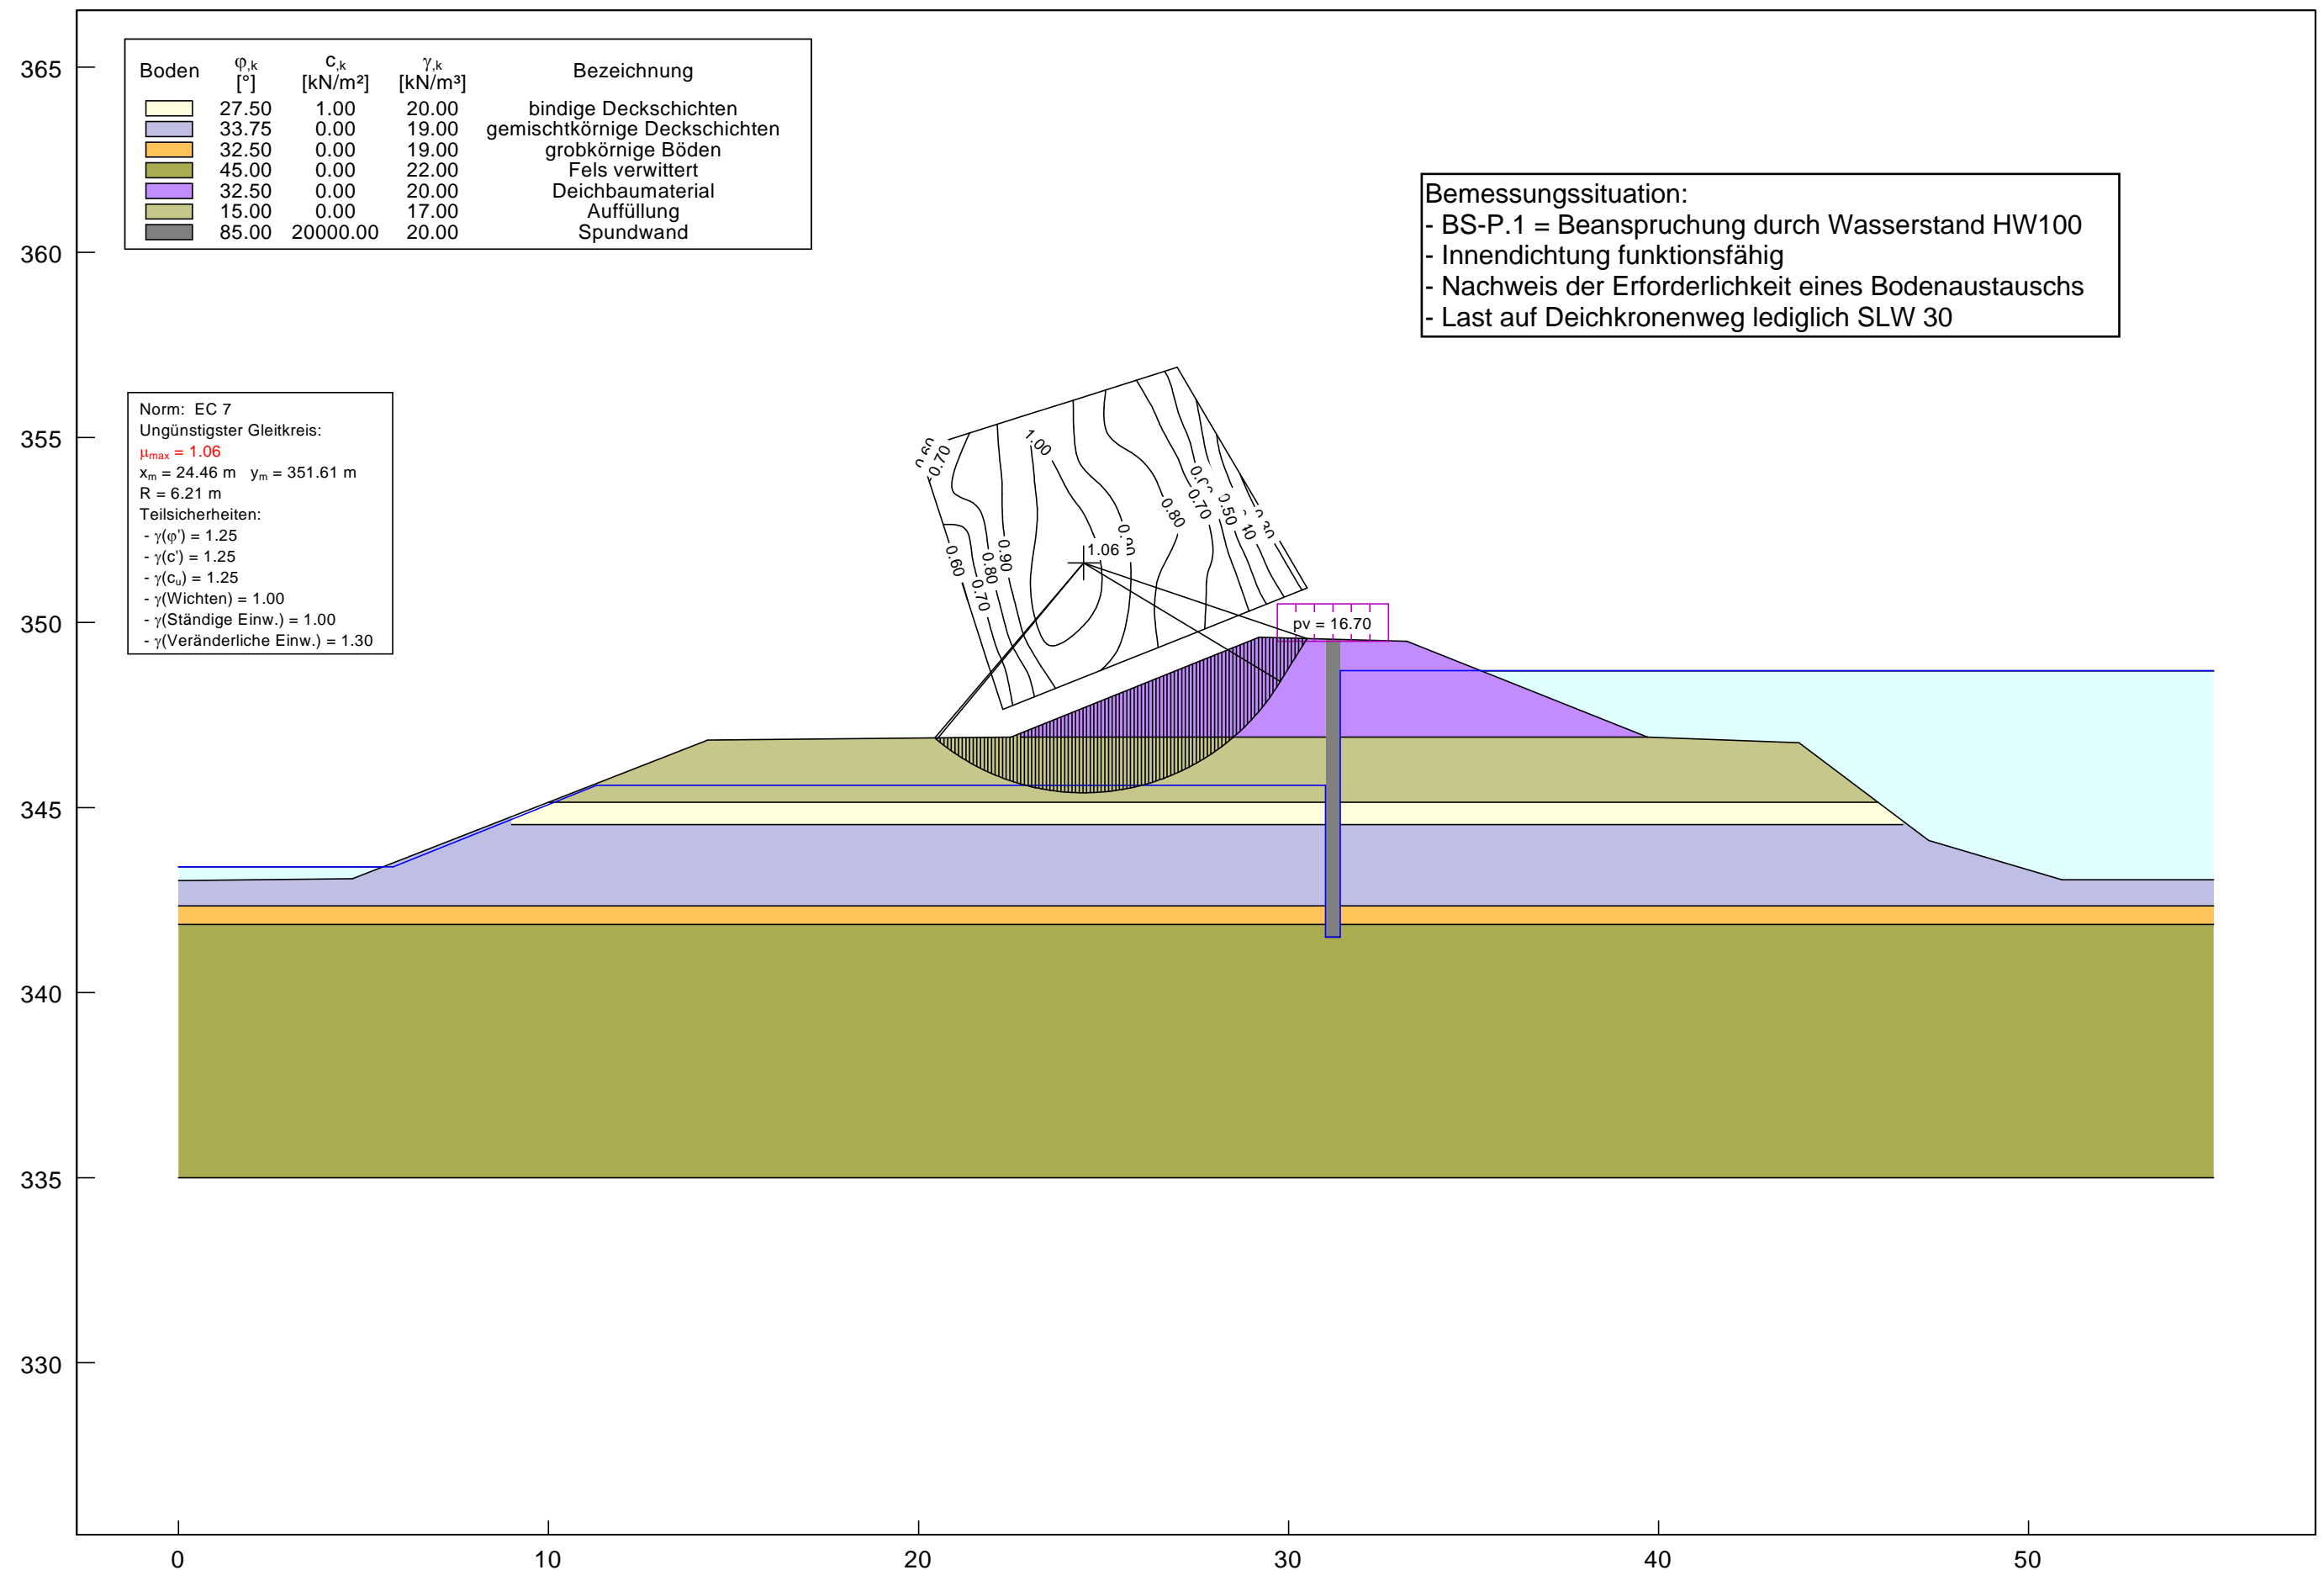 365
360
355
350
345
340
335
330
0 10 20 30 40 50
Boden φ,k [°] c,k [kN/m²] γ,k [kN/m³] Bezeichnung
27.50 1.00 20.00 bindige Deckschichten
33.75 0.00 19.00 gemischtkörnige Deckschichten
32.50 0.00 19.00 grobkörnige Böden
45.00 0.00 22.00 Fels verwittert
32.50 0.00 20.00 Deichbaumaterial
15.00 0.00 17.00 Auffüllung
85.00 20000.00 20.00 Spundwand
Bemessungssituation:
- BS-P.1 = Beanspruchung durch Wasserstand HW100
- Innendichtung funktionsfähig
- Nachweis der Erforderlichkeit eines Bodenaustauschs
- Last auf Deichkronenweg lediglich SLW 30
Norm: EC 7
Ungünstigster Gleitkreis:
μmax = 1.06
xm = 24.46 m ym = 351.61 m
R = 6.21 m
Teilsicherheiten:
- γ(φ') = 1.25
- γ(c') = 1.25
- γ(cu) = 1.25
- γ(Wichten) = 1.00
- γ(Ständige Einw.) = 1.00
- γ(Veränderliche Einw.) = 1.30
0.70
1.00
0.80
0.70
0.50
0.60
0.70
0.80
0.90
1.06
pv = 16.70